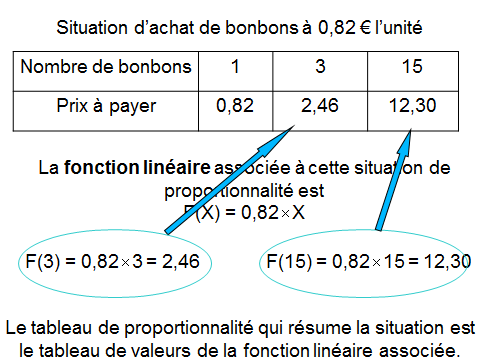 Situation d’achat de bonbons à 0,82 € l’unité
Nombre de bonbons 1 3 15
Prix à payer 0,82 2,46 12,30
La fonction linéaire associée à cette situation de
proportionnalité est
F(X) = 0,82×X
F(3) = 0,82×3 = 2,46 F(15) = 0,82×15 = 12,30
Le tableau de proportionnalité qui résume la situation est
le tableau de valeurs de la fonction linéaire associée.